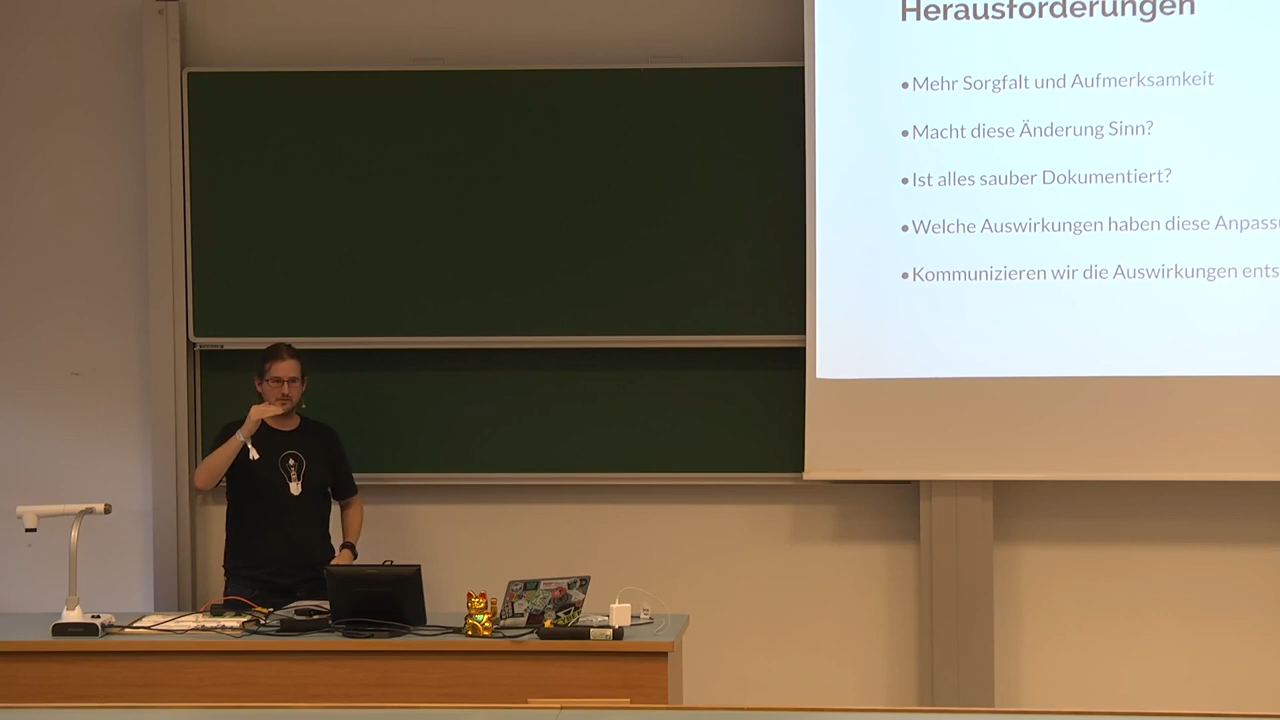 Herausforderungen
•Mehr Sorgfalt und Aufmerksamkeit
•Macht diese Änderung Sinn?
•Ist alles sauber Dokumentiert?
•Welche Auswirkungen haben diese Anpassu
•Kommunizieren wir die Auswirkungen ents